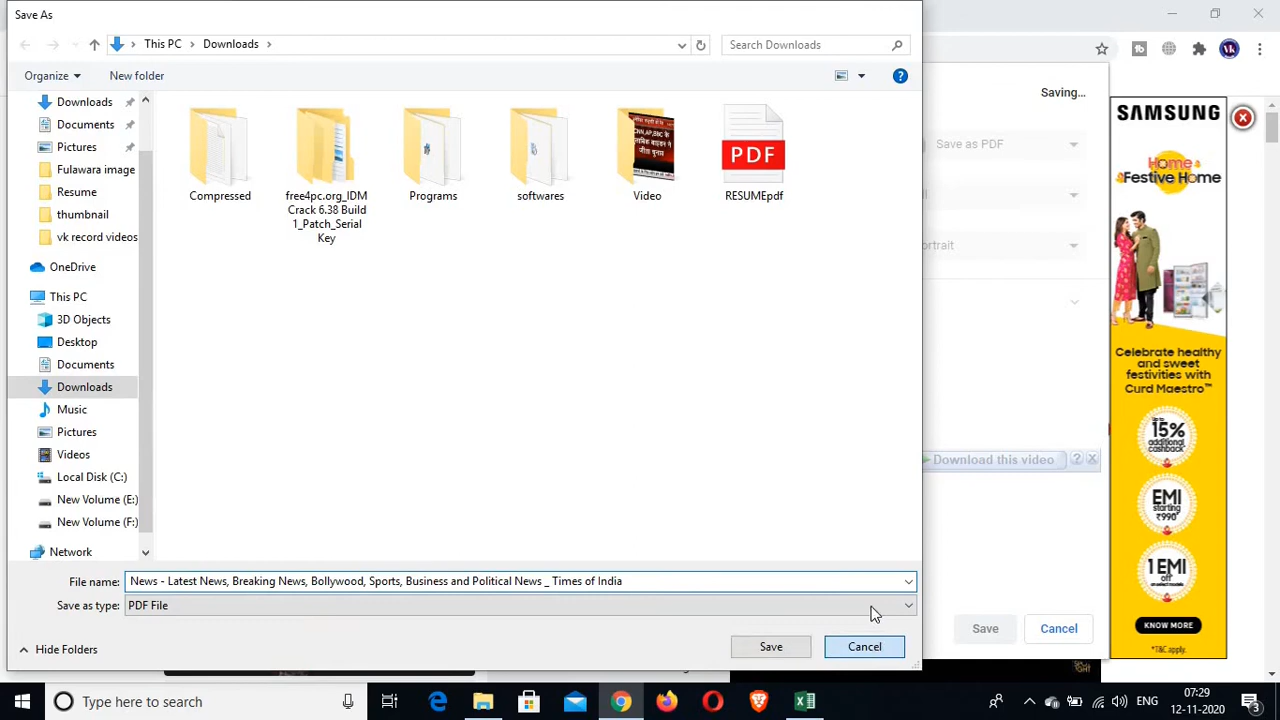 Save As
This PC
Downloads
Search Downloads
Organize
New folder
Saving...
Downloads
Documents
Pictures
Fulawara image
Resume
thumbnail
vk record videos
OneDrive
This PC
3D Objects
Desktop
Documents
Downloads
Music
Pictures
Videos
Local Disk (C:)
New Volume (E:)
New Volume (F:)
Network
Compressed
free4pc.org_IDM
Crack 6.38 Build
1_Patch_Serial
Key
Programs
softwares
Video
PDF
RESUMEpdf
File name:
News - Latest News, Breaking News, Bollywood, Sports, Business and Political News _ Times of India
Save as type:
PDF File
Hide Folders
Save
Cancel
Save as PDF
Download this video
Save
Cancel
SAMSUNG
Home
Festive Home
Celebrate healthy
and sweet
festivities with
Curd Maestro™
15%
additional
cashback
EMI
starting
₹990
1 EMI
off
KNOW MORE
*T&C apply.
Type here to search
ENG
07:29
12-11-2020
3